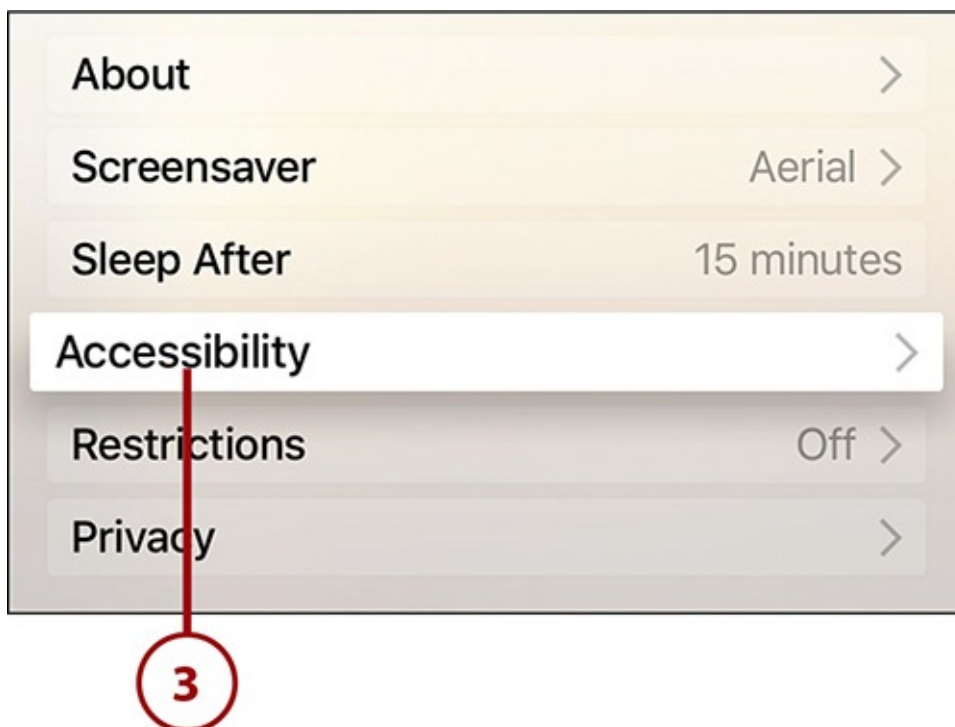 About
Screensaver Aerial
Sleep After 15 minutes
Accessibility
Restrictions Off
Privacy
3